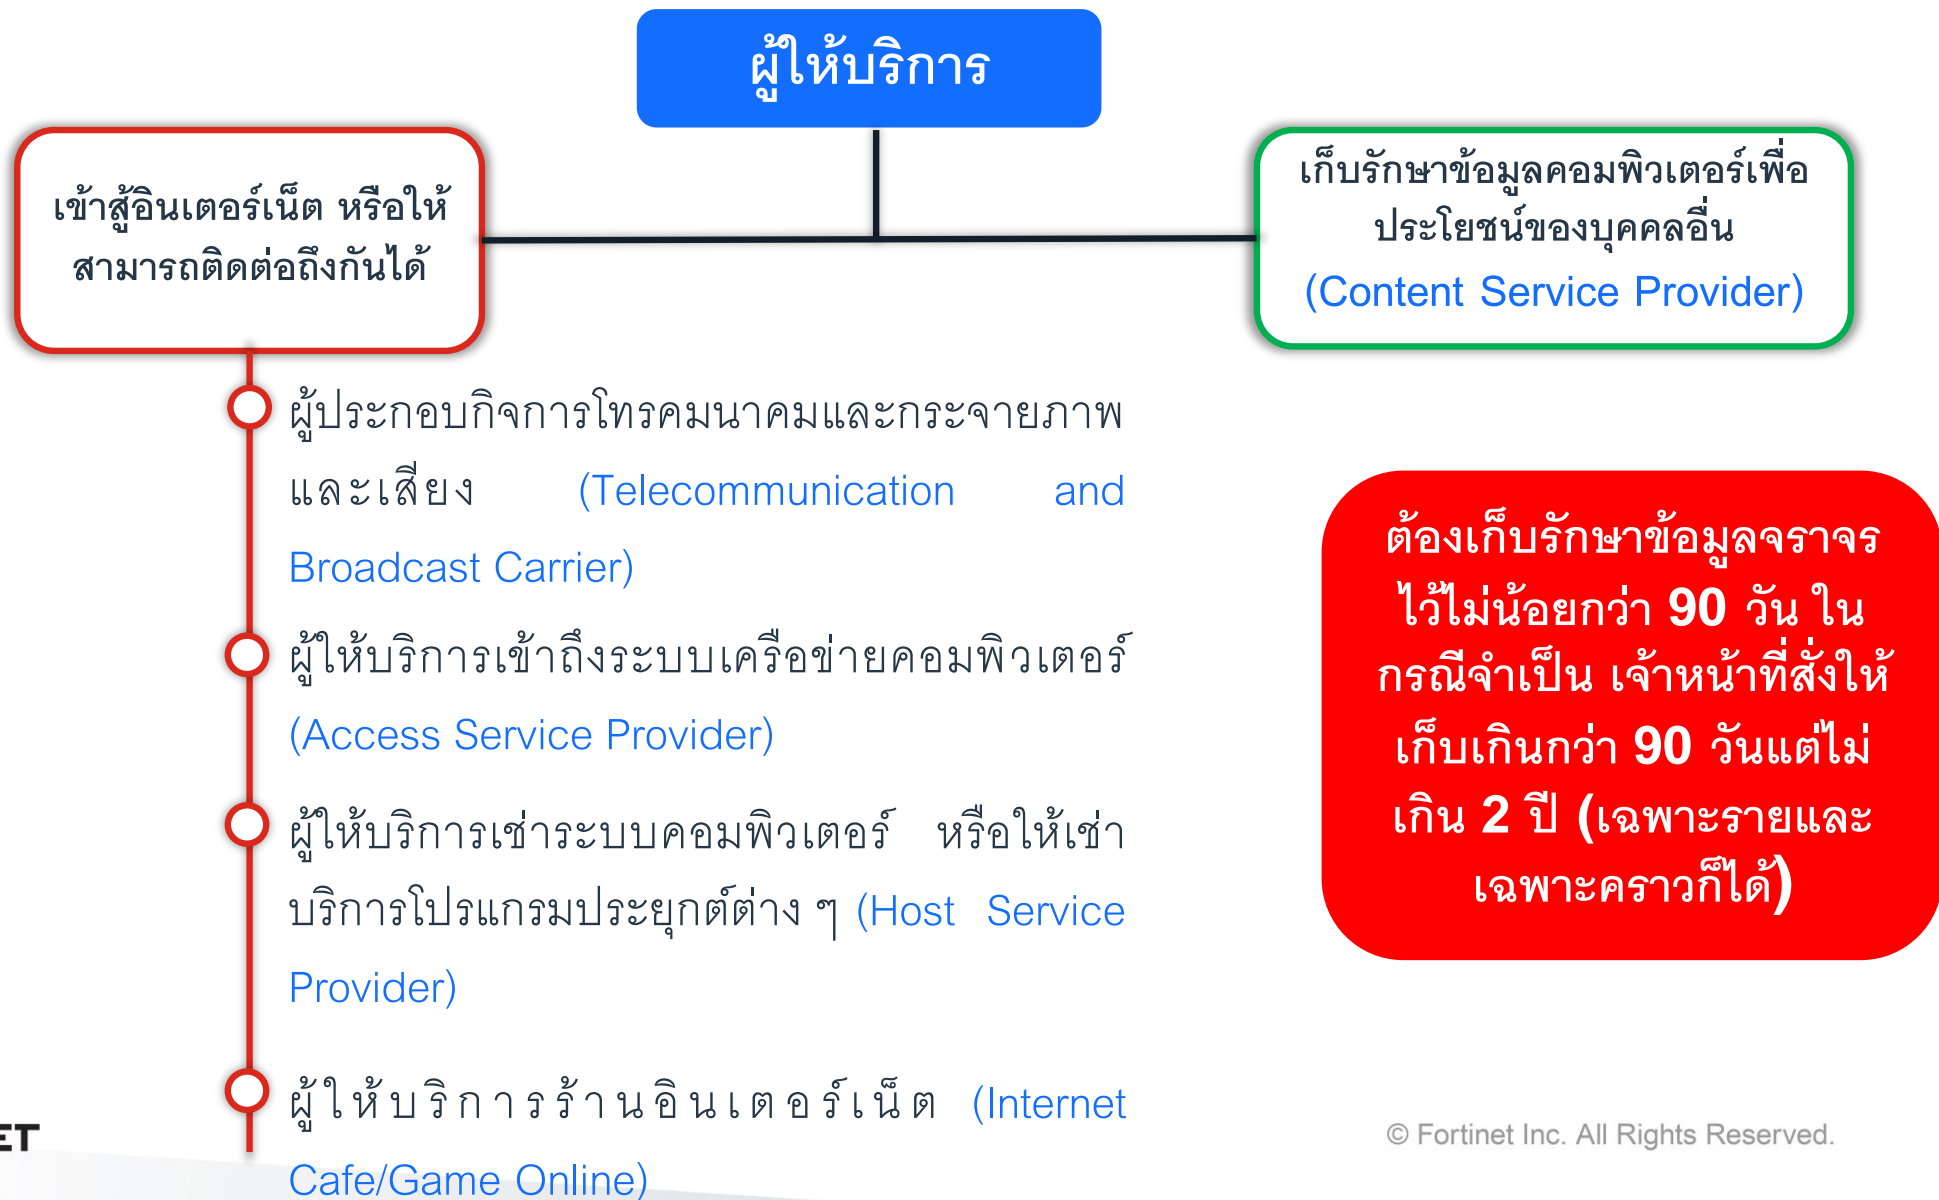 ผู้ให้บริการ
เข้าสู้อินเตอร์เน็ต หรือให้
สามารถติดต่อถึงกันได้
เก็บรักษาข้อมูลคอมพิวเตอร์เพื่อ
ประโยชน์ของบุคคลอื่น
(Content Service Provider)
ผู้ประกอบกิจการโทรคมนาคมและกระจายภาพ
และเสียง (Telecommunication and
Broadcast Carrier)
ผู้ให้บริการเข้าถึงระบบเครือข่ายคอมพิวเตอร์
(Access Service Provider)
ผู้ให้บริการเช่าระบบคอมพิวเตอร์ หรือให้เช่า
บริการโปรแกรมประยุกต์ต่าง ๆ (Host Service
Provider)
ผู้ให้บริการร้านอินเตอร์เน็ต (Internet
Cafe/Game Online)
ต้องเก็บรักษาข้อมูลจราจร
ไว้ไม่น้อยกว่า 90 วัน ใน
กรณีจำเป็น เจ้าหน้าที่สั่งให้
เก็บเกินกว่า 90 วันแต่ไม่
เกิน 2 ปี (เฉพาะรายและ
เฉพาะคราวก็ได้)
ET
© Fortinet Inc. All Rights Reserved.